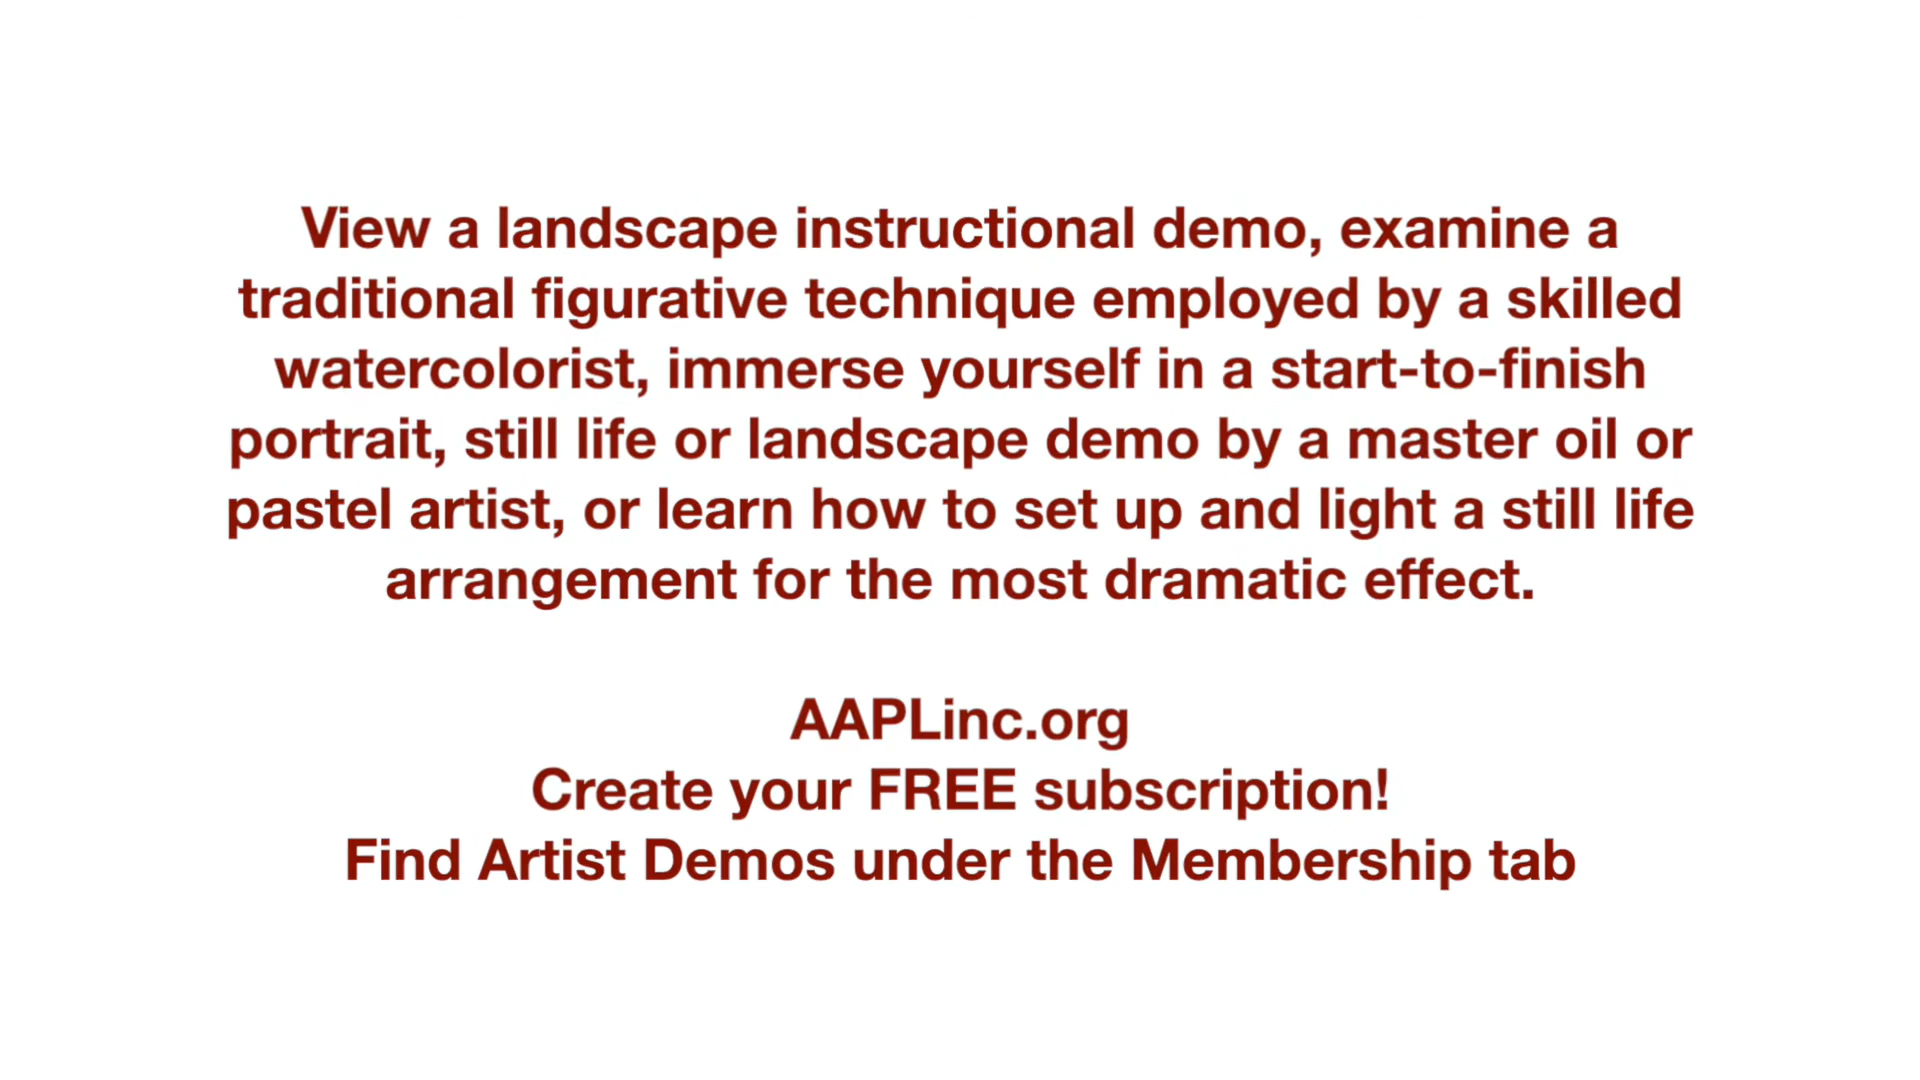 View a landscape instructional demo, examine a
traditional figurative technique employed by a skilled
watercolorist, immerse yourself in a start-to-finish
portrait, still life or landscape demo by a master oil or
pastel artist, or learn how to set up and light a still life
arrangement for the most dramatic effect.
AAPLinc.org
Create your FREE subscription!
Find Artist Demos under the Membership tab